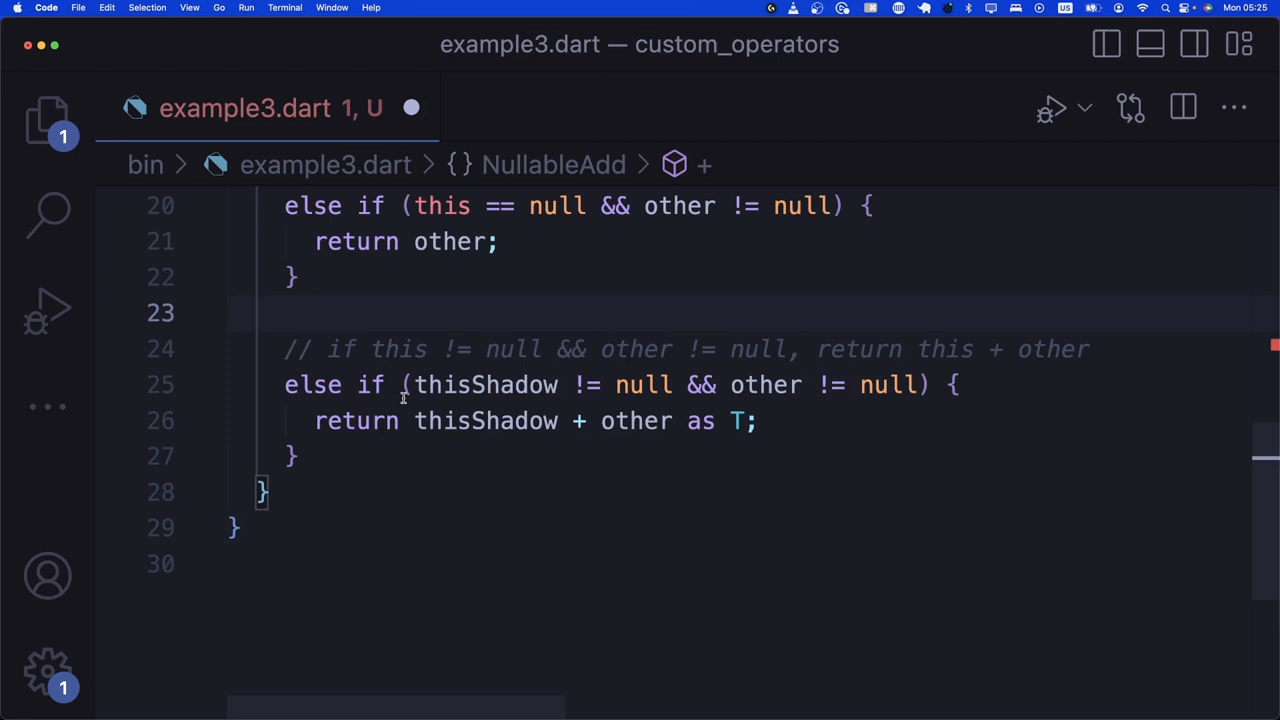 Code File Edit Selection View Go Run Terminal Window Help US Mon 05:25
example3.dart — custom_operators
example3.dart 1, U
1
bin > example3.dart > {} NullableAdd > +
20 else if (this == null && other != null) {
21 return other;
22 }
23
24 // if this != null && other != null, return this + other
25 else if (thisShadow != null && other != null) {
26 return thisShadow + other as T;
27 }
28 }
29 }
30
1